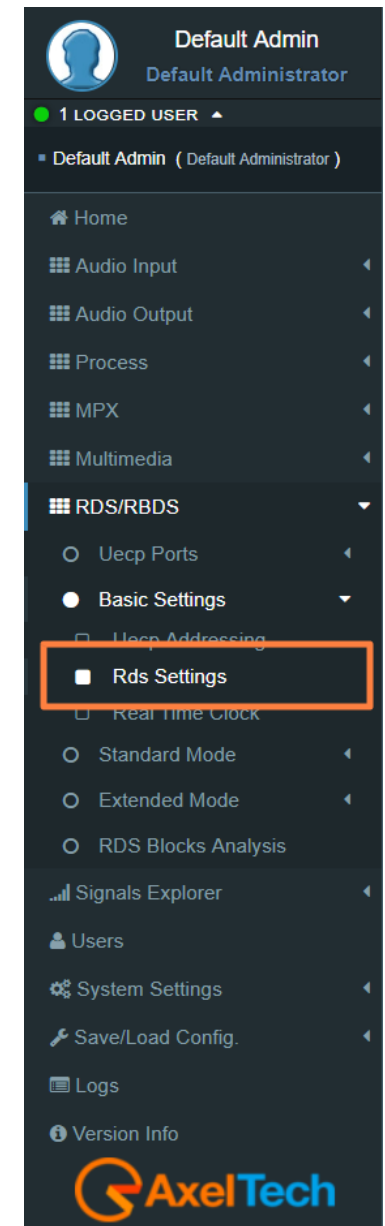 Default Admin
Default Administrator
1 LOGGED USER
Default Admin ( Default Administrator )
Home
Audio Input
Audio Output
Process
MPX
Multimedia
RDS/RBDS
Uecp Ports
Basic Settings
Uecp Addressing
Rds Settings
Real Time Clock
Standard Mode
Extended Mode
RDS Blocks Analysis
Signals Explorer
Users
System Settings
Save/Load Config.
Logs
Version Info
AxelTech